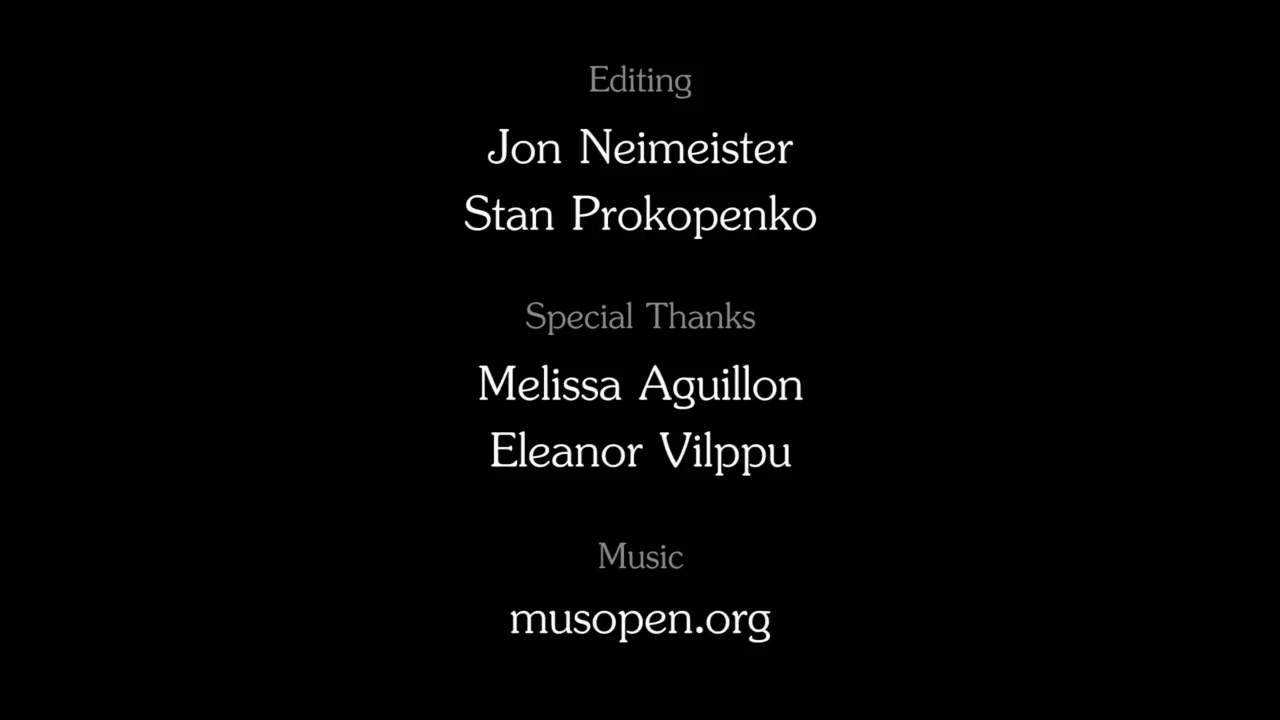 Editing
Jon Neimeister
Stan Prokopenko
Special Thanks
Melissa Aguillon
Eleanor Vilppu
Music
musopen.org